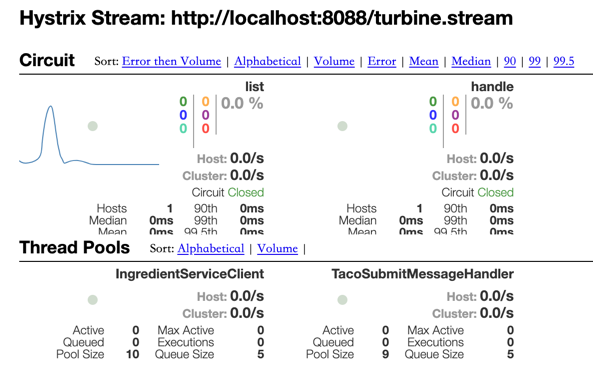 Hystrix Stream: http://localhost:8088/turbine.stream
Circuit Sort: Error then Volume | Alphabetical | Volume | Error | Mean | Median | 90 | 99 | 99.5
list
0 0 0.0 %
0 0
0 0
Host: 0.0/s
Cluster: 0.0/s
Circuit Closed
Hosts 1 90th 0ms
Median 0ms 99th 0ms
Mean 0ms 99.5th 0ms
handle
0 0 0.0 %
0 0
0 0
Host: 0.0/s
Cluster: 0.0/s
Circuit Closed
Hosts 1 90th 0ms
Median 0ms 99th 0ms
Mean 0ms 99.5th 0ms
Thread Pools Sort: Alphabetical | Volume |
IngredientServiceClient
Host: 0.0/s
Cluster: 0.0/s
Active 0 Max Active 0
Queued 0 Executions 0
Pool Size 10 Queue Size 5
TacoSubmitMessageHandler
Host: 0.0/s
Cluster: 0.0/s
Active 0 Max Active 0
Queued 0 Executions 0
Pool Size 9 Queue Size 5